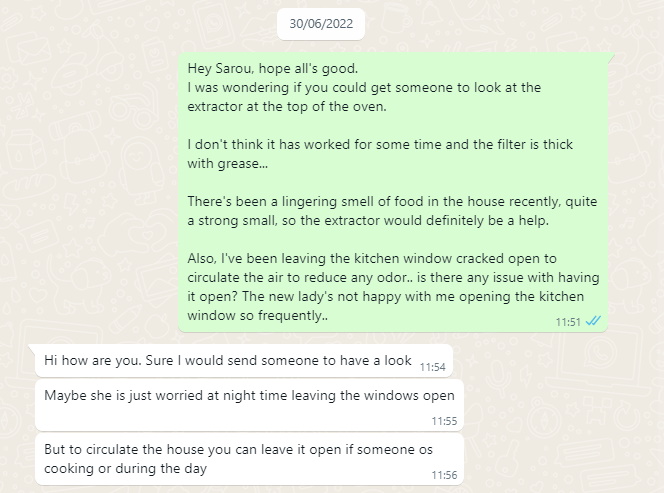 30/06/2022
Hey Sarou, hope all's good.
I was wondering if you could get someone to look at the
extractor at the top of the oven.
I don't think it has worked for some time and the filter is thick
with grease...
There's been a lingering smell of food in the house recently, quite
a strong small, so the extractor would definitely be a help.
Also, I've been leaving the kitchen window cracked open to
circulate the air to reduce any odor.. is there any issue with having
it open? The new lady's not happy with me opening the kitchen
window so frequently..
11:51
Hi how are you. Sure I would send someone to have a look
11:54
Maybe she is just worried at night time leaving the windows open
11:55
But to circulate the house you can leave it open if someone os
cooking or during the day
11:56